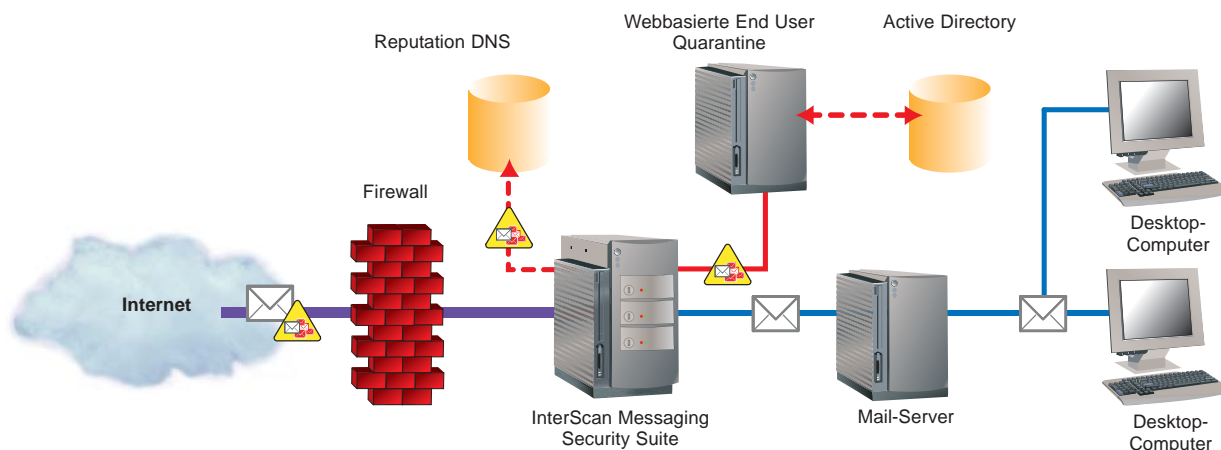 Webbasierte End User
Quarantine
Active Directory
Reputation DNS
Firewall
Internet
Desktop-
Computer
InterScan Messaging
Security Suite
Mail-Server
Desktop-
Computer